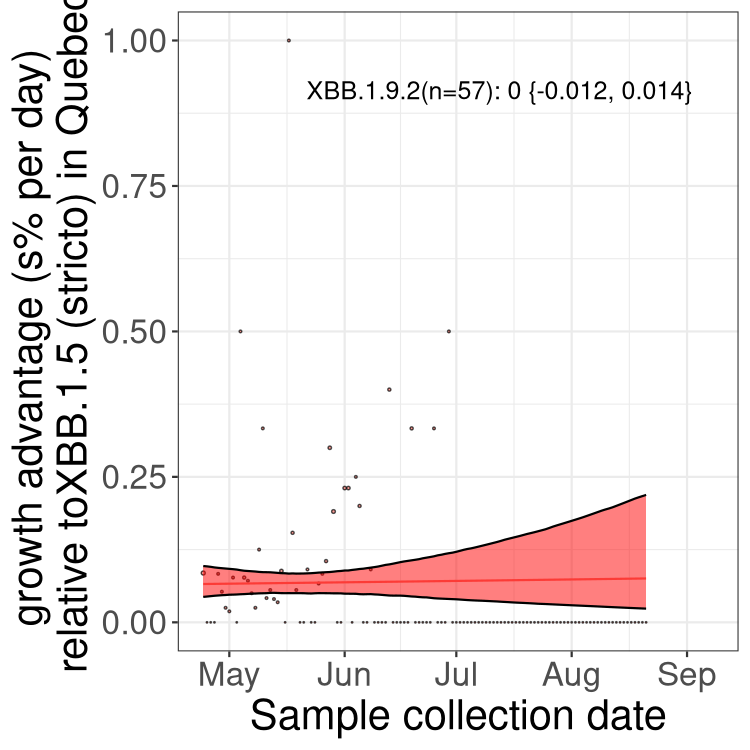 growth advantage (s% per day)
relative toXBB.1.5 (stricto) in Quebec
1.00
0.75
0.50
0.25
0.00
XBB.1.9.2(n=57): 0 {-0.012, 0.014}
May Jun Jul Aug Sep
Sample collection date